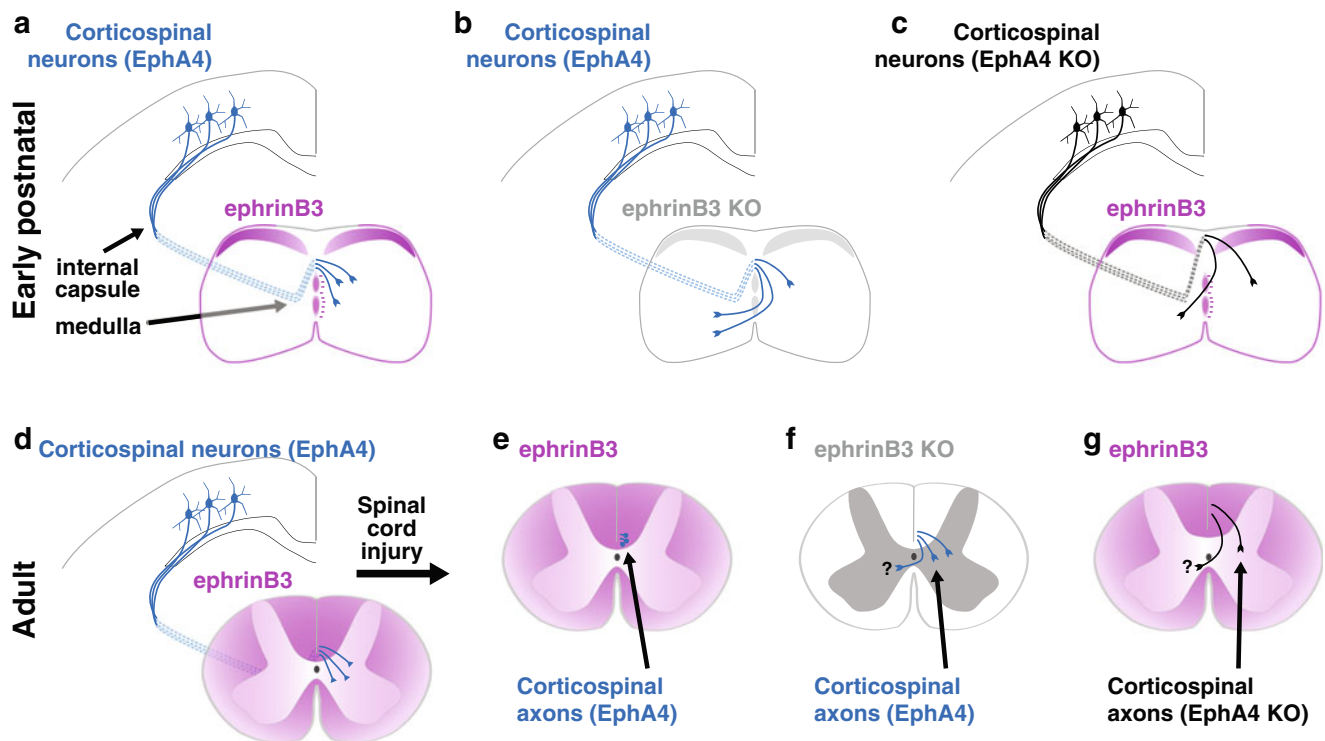 a
Corticospinal
neurons (EphA4)
b
Corticospinal
neurons (EphA4)
c
Corticospinal
neurons (EphA4 KO)
Early postnatal
ephrinB3
internal
capsule
medulla
ephrinB3 KO
ephrinB3
Adult
d
Corticospinal neurons (EphA4)
ephrinB3
Spinal
cord
injury
e
ephrinB3
Corticospinal
axons (EphA4)
f
ephrinB3 KO
?
Corticospinal
axons (EphA4)
g
ephrinB3
?
Corticospinal
axons (EphA4 KO)